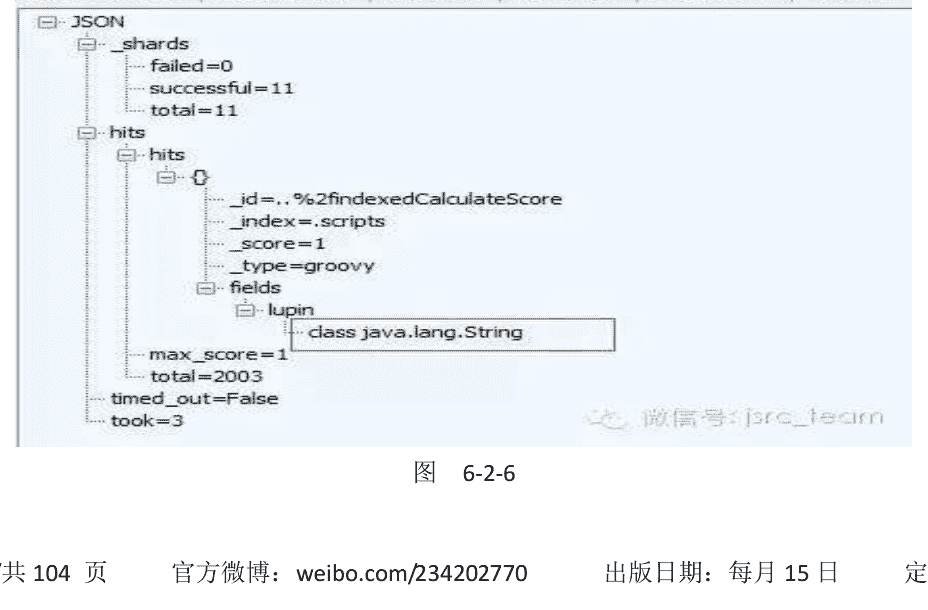 JSON
_shards
failed=0
successful=11
total=11
hits
hits
{}
_id=..%2findexedCalculateScore
_index=.scripts
_score=1
_type=groovy
fields
lupin
class java.lang.String
max_score=1
total=2003
timed_out=False
took=3
微信号: jsrc_team
图 6-2-6
共 104 页 官方微博：weibo.com/234202770 出版日期：每月 15 日 定